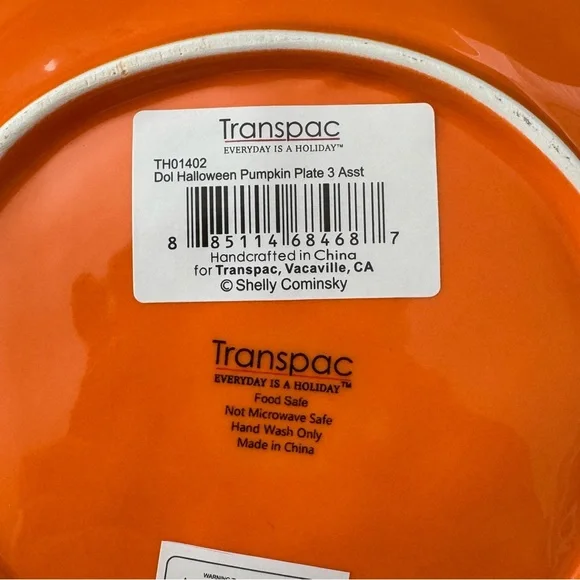 Transpac
EVERYDAY IS A HOLIDAY™
TH01402
Dol Halloween Pumpkin Plate 3 Asst
8 85114 68468 7
Handcrafted in China
for Transpac, Vacaville, CA
© Shelly Cominsky
Transpac
EVERYDAY IS A HOLIDAY™
Food Safe
Not Microwave Safe
Hand Wash Only
Made in China
WARNING